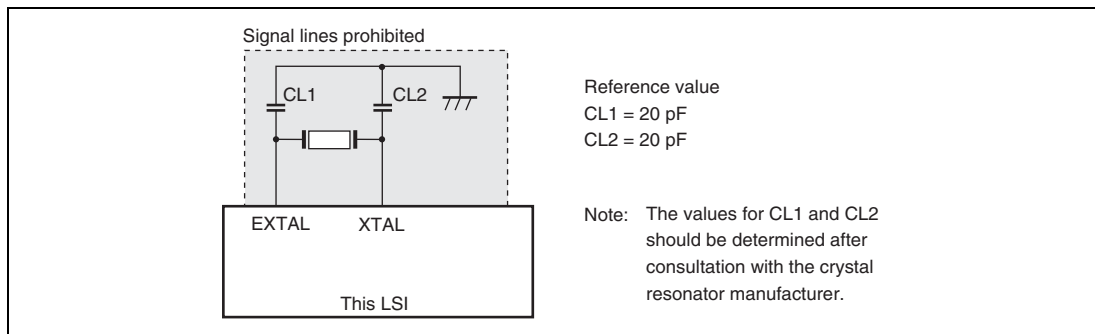 Signal lines prohibited
CL1
CL2
Reference value
CL1 = 20 pF
CL2 = 20 pF
EXTAL
XTAL
This LSI
Note: The values for CL1 and CL2
should be determined after
consultation with the crystal
resonator manufacturer.